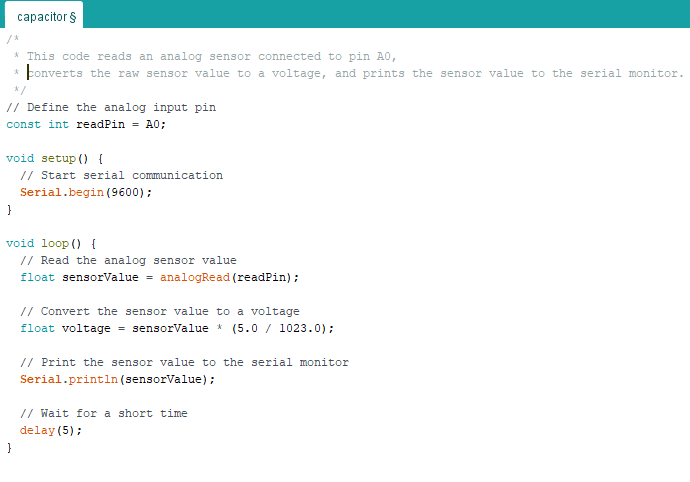 capacitor §
/*
 * This code reads an analog sensor connected to pin A0,
 * converts the raw sensor value to a voltage, and prints the sensor value to the serial monitor.
 */
// Define the analog input pin
const int readPin = A0;

void setup() {
  // Start serial communication
  Serial.begin(9600);
}

void loop() {
  // Read the analog sensor value
  float sensorValue = analogRead(readPin);

  // Convert the sensor value to a voltage
  float voltage = sensorValue * (5.0 / 1023.0);

  // Print the sensor value to the serial monitor
  Serial.println(sensorValue);

  // Wait for a short time
  delay(5);
}